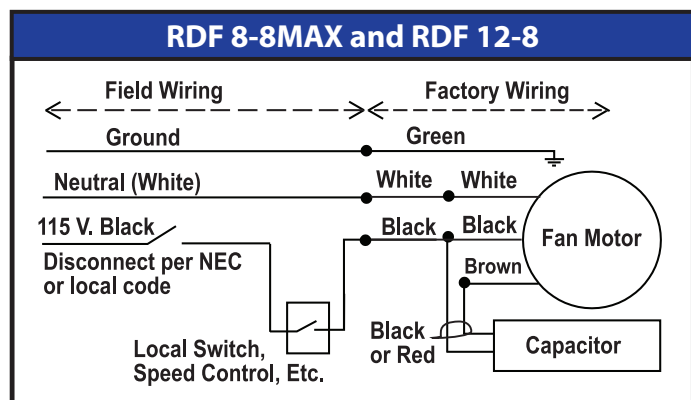 RDF 8-8MAX and RDF 12-8
Field Wiring
Factory Wiring
Ground
Green
Neutral (White)
White
White
115 V. Black
Black
Black
Fan Motor
Disconnect per NEC
or local code
Brown
Local Switch,
Speed Control, Etc.
Black
or Red
Capacitor